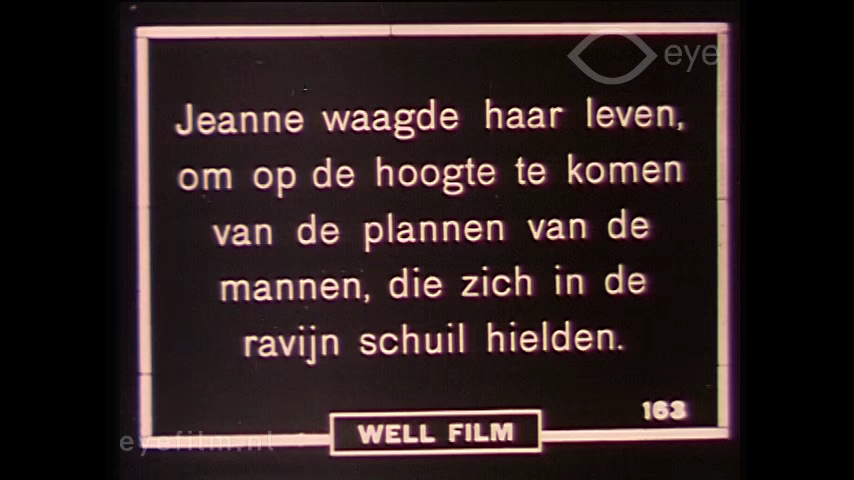 eye
Jeanne waagde haar leven,
om op de hoogte te komen
van de plannen van de
mannen, die zich in de
ravijn schuil hielden.
163
WELL FILM
eyefilm.nl